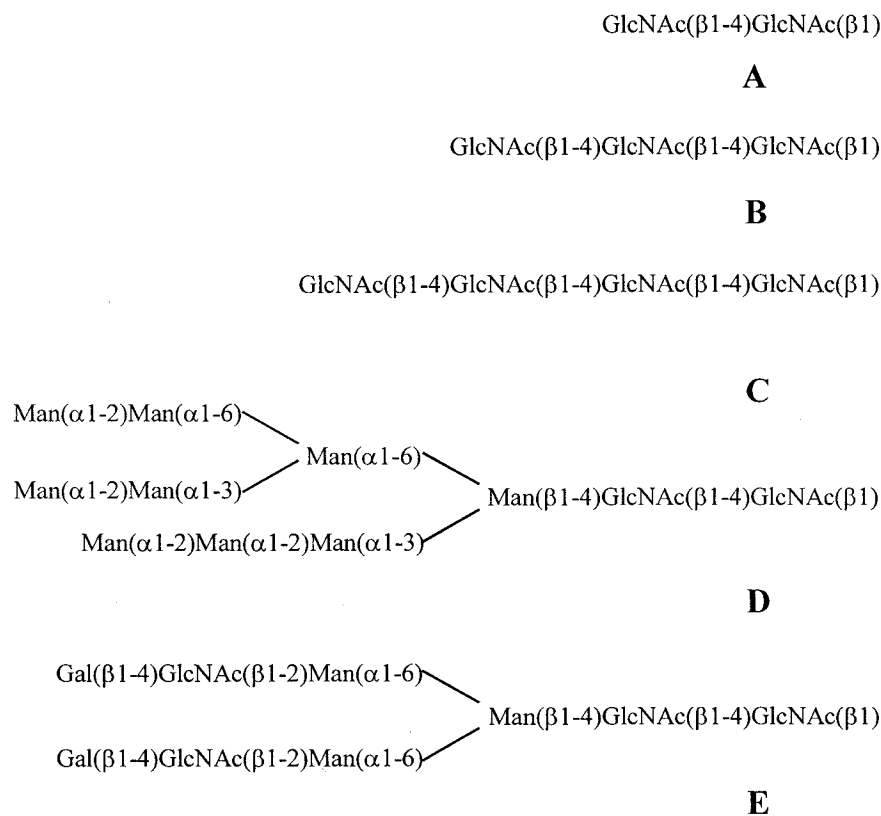 GlcNAc(β1-4)GlcNAc(β1)
A
GlcNAc(β1-4)GlcNAc(β1-4)GlcNAc(β1)
B
GlcNAc(β1-4)GlcNAc(β1-4)GlcNAc(β1-4)GlcNAc(β1)
C
Man(α1-2)Man(α1-6)
Man(α1-6)
Man(α1-2)Man(α1-3)
Man(β1-4)GlcNAc(β1-4)GlcNAc(β1)
Man(α1-2)Man(α1-2)Man(α1-3)
D
Gal(β1-4)GlcNAc(β1-2)Man(α1-6)
Man(β1-4)GlcNAc(β1-4)GlcNAc(β1)
Gal(β1-4)GlcNAc(β1-2)Man(α1-6)
E